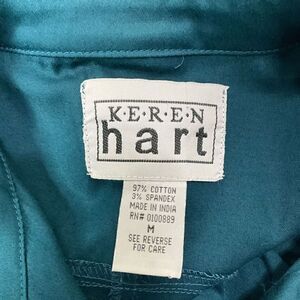 K·E·R·E·N
hart
97% COTTON
3% SPANDEX
MADE IN INDIA
RN# 0100889
M
SEE REVERSE
FOR CARE